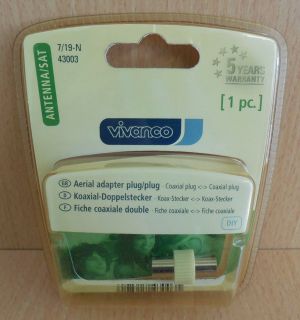 ANTENNA/SAT
7/19-N
43003
5 YEARS
WARRANTY
[1 pc.]
vivanco
GB Aerial adapter plug/plug · Coaxial plug <-> Coaxial plug
D Koaxial-Doppelstecker · Koax-Stecker <-> Koax-Stecker
F Fiche coaxiale double · Fiche coaxiale <-> Fiche coaxiale
DIY